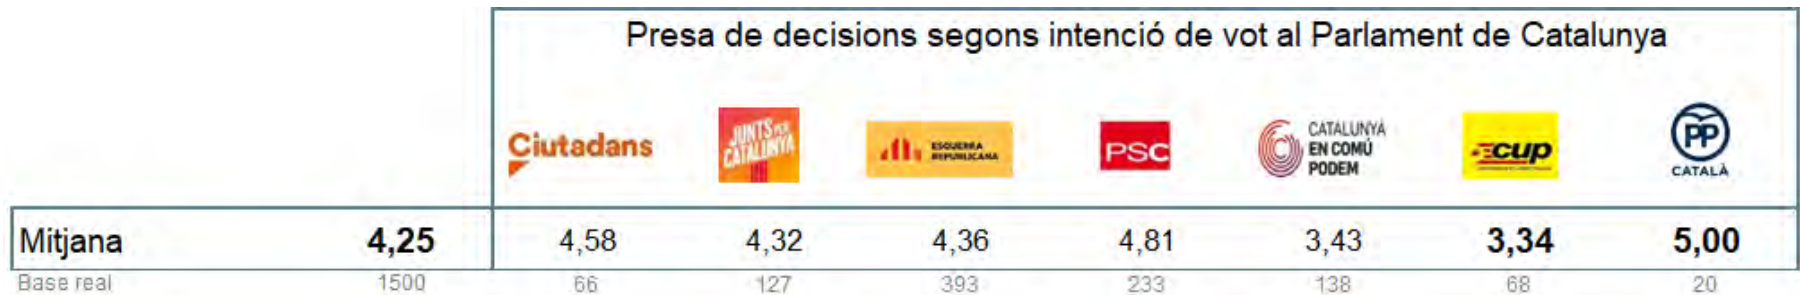 Presa de decisions segons intenció de vot al Parlament de Catalunya
Ciutadans
JUNTS PER
CATALUNYA
ESQUERRA
REPUBLICANA
PSC
CATALUNYA
EN COMÚ
PODEM
cup
PP
CATALÀ
Mitjana 4,25 4,58 4,32 4,36 4,81 3,43 3,34 5,00
Base real 1500 66 127 393 233 138 68 20